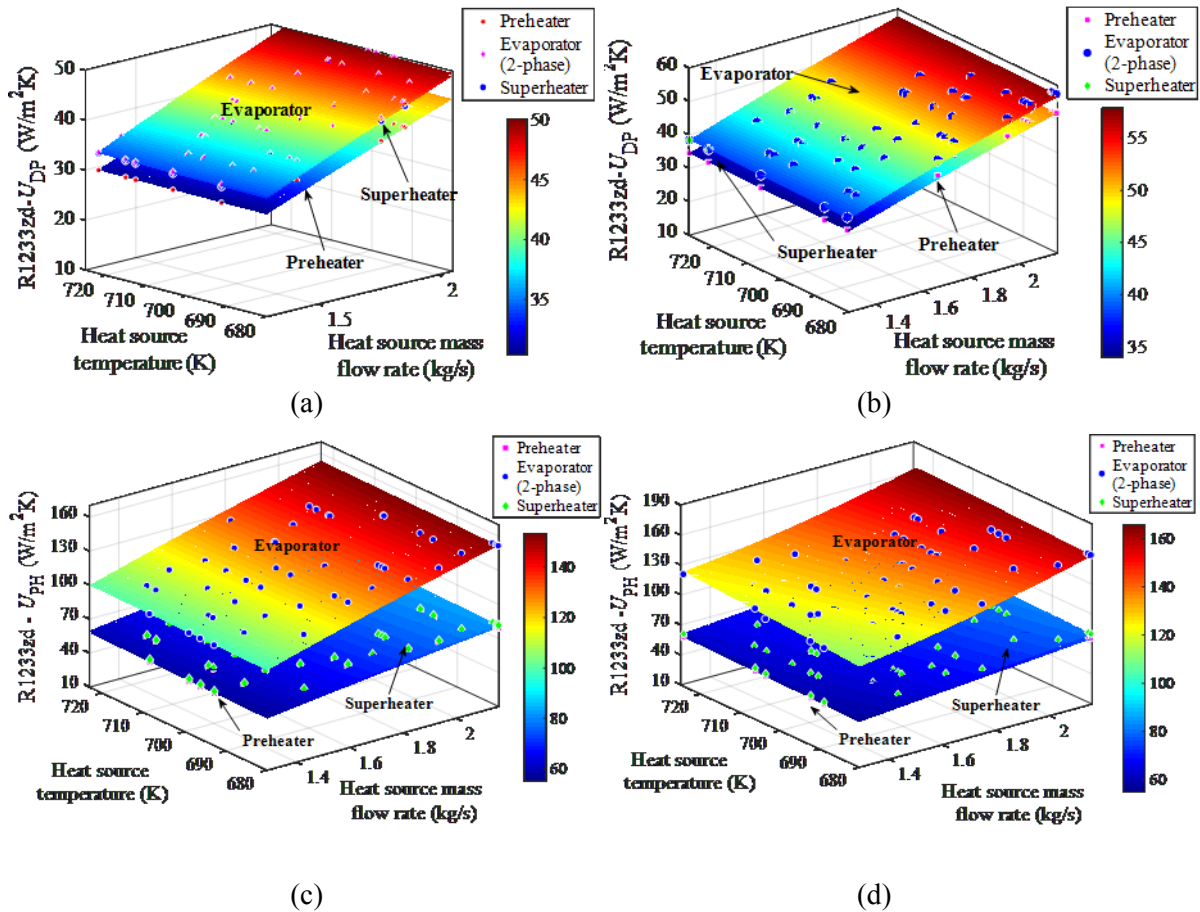 Preheater
Evaporator
(2-phase)
Superheater
R1233zd-U_DP (W/m²K)
50
40
30
20
10
Evaporator
Superheater
Preheater
720
710
700
690
680
Heat source
temperature (K)
1.5
2
Heat source mass
flow rate (kg/s)
50
45
40
35
(a)
Preheater
Evaporator
(2-phase)
Superheater
R1233zd-U_DP (W/m²K)
60
50
40
30
20
10
Evaporator
Superheater
Preheater
720
710
700
690
680
Heat source
temperature (K)
1.4
1.6
1.8
2
Heat source mass
flow rate (kg/s)
55
50
45
40
35
(b)
Preheater
Evaporator
(2-phase)
Superheater
R1233zd - U_PH (W/m²K)
160
130
100
70
40
10
Evaporator
Superheater
Preheater
720
710
700
690
680
Heat source
temperature (K)
1.4
1.6
1.8
2
Heat source mass
flow rate (kg/s)
140
120
100
80
60
(c)
Preheater
Evaporator
(2-phase)
Superheater
R1233zd -U_PH (W/m²K)
190
160
130
100
70
40
10
Evaporator
Superheater
Preheater
720
710
700
690
680
Heat source
temperature (K)
1.4
1.6
1.8
2
Heat source mass
flow rate (kg/s)
160
140
120
100
80
60
(d)